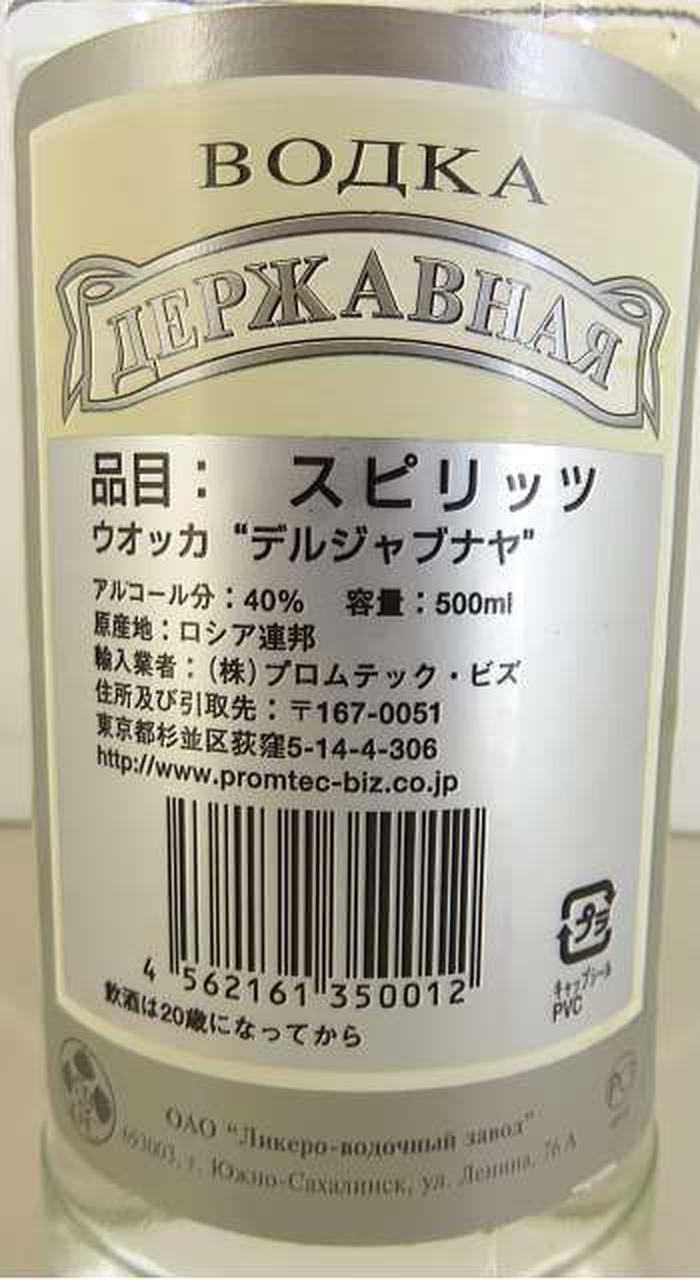 ВОДКА
ДЕРЖАВНАЯ
品目： スピリッツ
ウオッカ “デルジャブナヤ”
アルコール分：40% 容量：500ml
原産地：ロシア連邦
輸入業者：（株）プロムテック・ビズ
住所及び引取先：〒167-0051
東京都杉並区荻窪5-14-4-306
http://www.promtec-biz.co.jp
4 562161 350012
プラ
キャップシール
PVC
飲酒は20歳になってから
ОАО “Ликеро-водочный завод”
693003, г. Южно-Сахалинск, ул. Ленина, 76 А